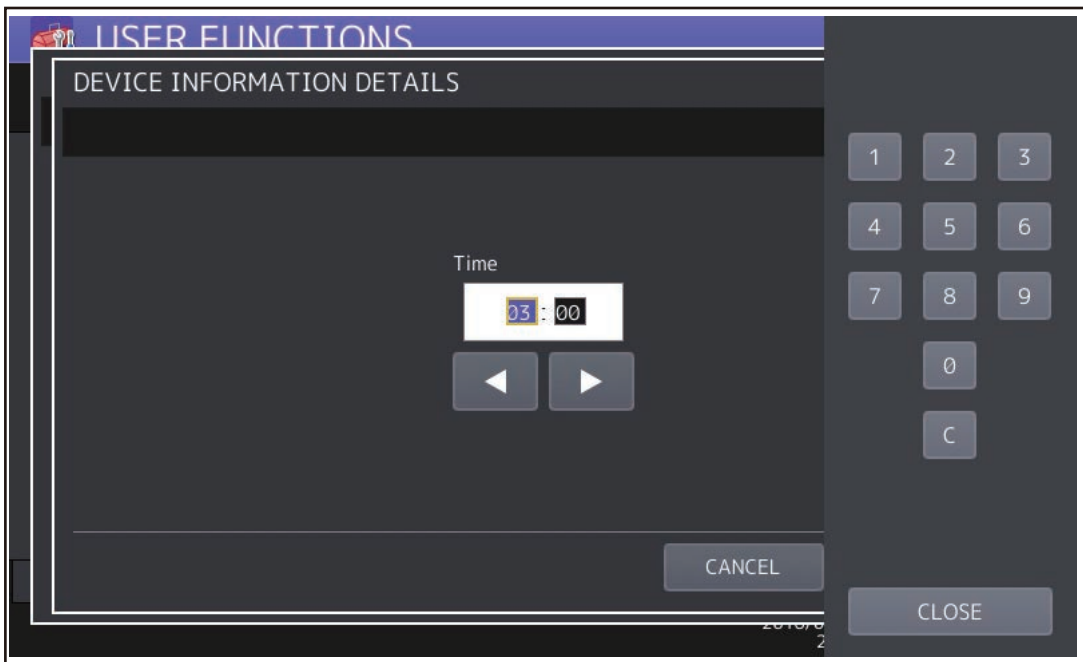 USER FUNCTIONS
DEVICE INFORMATION DETAILS
Time
03 : 00
1 2 3
4 5 6
7 8 9
0
C
CANCEL
CLOSE